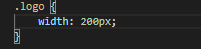 .logo {
    width: 200px;
}